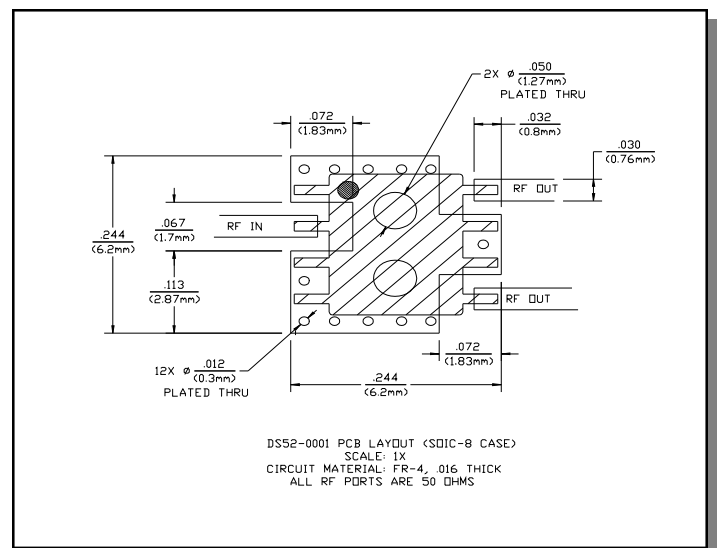 2X ø .050
(1.27mm)
PLATED THRU
.072
(1.83mm)
.032
(0.8mm)
.030
(0.76mm)
RF OUT
.067
(1.7mm)
RF IN
.244
(6.2mm)
.113
(2.87mm)
RF OUT
.072
(1.83mm)
12X ø .012
(0.3mm)
PLATED THRU
.244
(6.2mm)
DS52-0001 PCB LAYOUT (SOIC-8 CASE)
SCALE: 1X
CIRCUIT MATERIAL: FR-4, .016 THICK
ALL RF PORTS ARE 50 OHMS